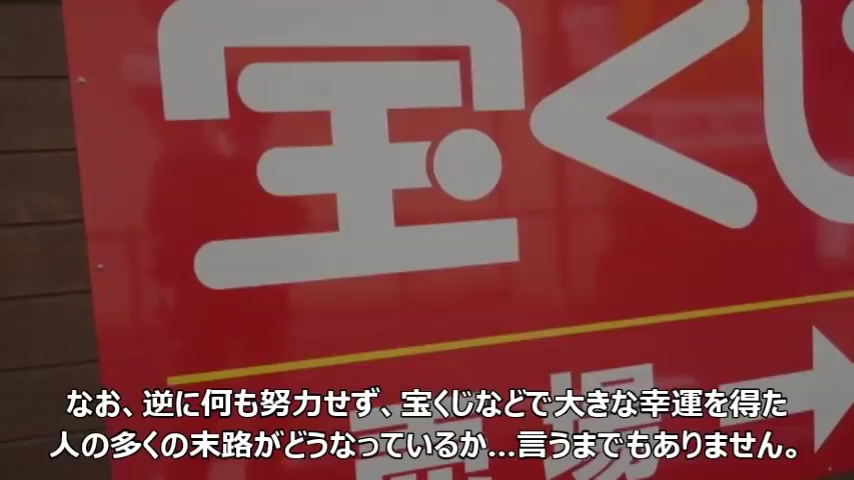 宝くじ
売場→
なお、逆に何も努力せず、宝くじなどで大きな幸運を得た
人の多くの末路がどうなっているか…言うまでもありません。